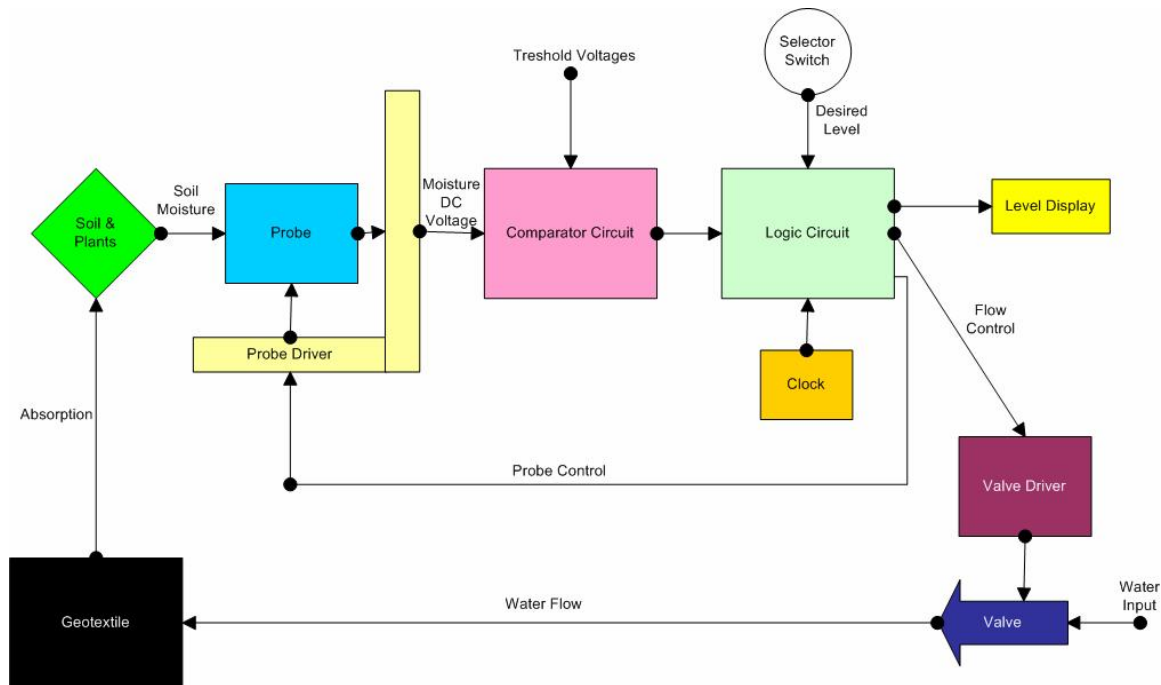 Selector
Switch
Treshold Voltages
Desired
Level
Soil
Moisture
Moisture
DC
Voltage
Soil &
Plants
Probe
Comparator Circuit
Logic Circuit
Level Display
Flow
Control
Probe Driver
Clock
Absorption
Probe Control
Valve Driver
Water Flow
Water
Input
Geotextile
Valve